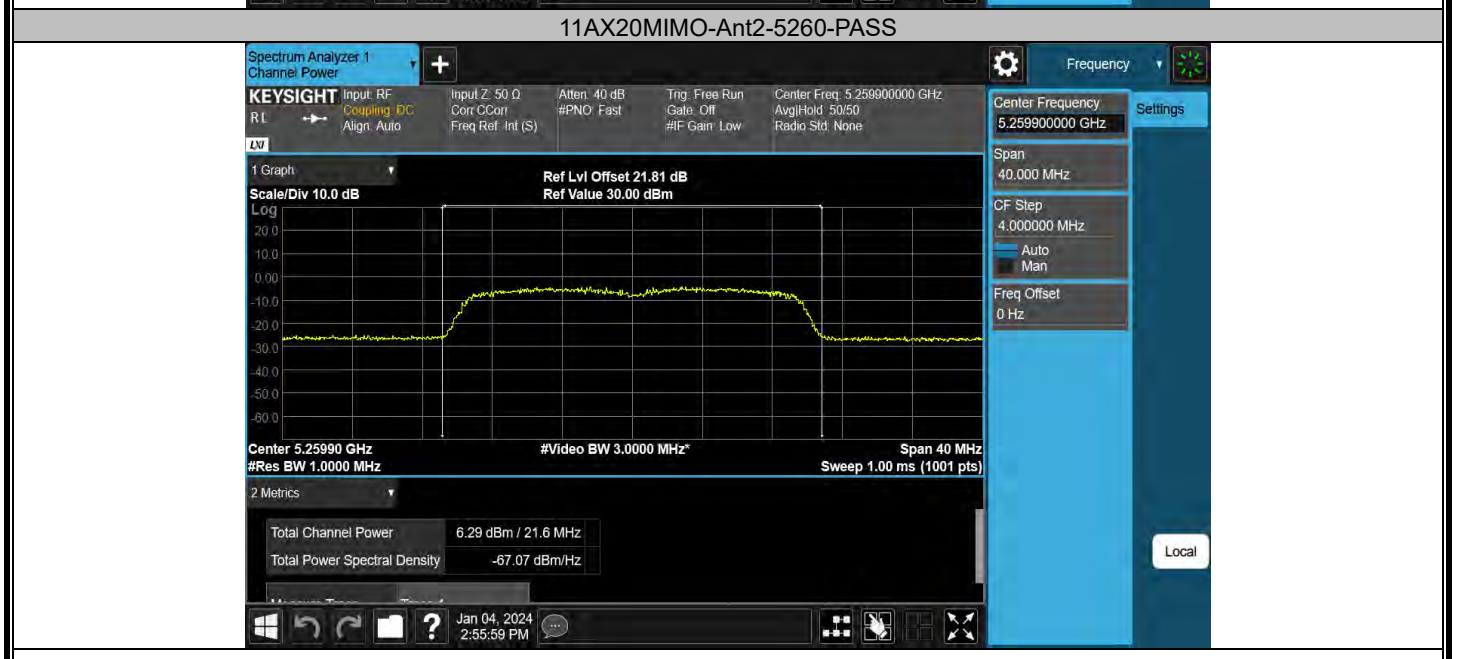 11AX20MIMO-Ant2-5260-PASS
Spectrum Analyzer 1
Channel Power
Frequency
KEYSIGHT
RL
LXI
Input: RF
Coupling: DC
Align: Auto
Input Z: 50 Ω
Corr CCorr
Freq Ref: Int (S)
Atten: 40 dB
#PNO: Fast
Trig: Free Run
Gate: Off
#IF Gain: Low
Center Freq: 5.259900000 GHz
Avg|Hold: 50/50
Radio Std: None
Center Frequency
5.259900000 GHz
Settings
Span
40.000 MHz
CF Step
4.000000 MHz
Auto
Man
Freq Offset
0 Hz
1 Graph
Scale/Div 10.0 dB
Ref Lvl Offset 21.81 dB
Ref Value 30.00 dBm
Log
20.0
10.0
0.00
-10.0
-20.0
-30.0
-40.0
-50.0
-60.0
Center 5.25990 GHz
#Video BW 3.0000 MHz*
Span 40 MHz
#Res BW 1.0000 MHz
Sweep 1.00 ms (1001 pts)
2 Metrics
Total Channel Power 6.29 dBm / 21.6 MHz
Total Power Spectral Density -67.07 dBm/Hz
Local
?
Jan 04, 2024
2:55:59 PM